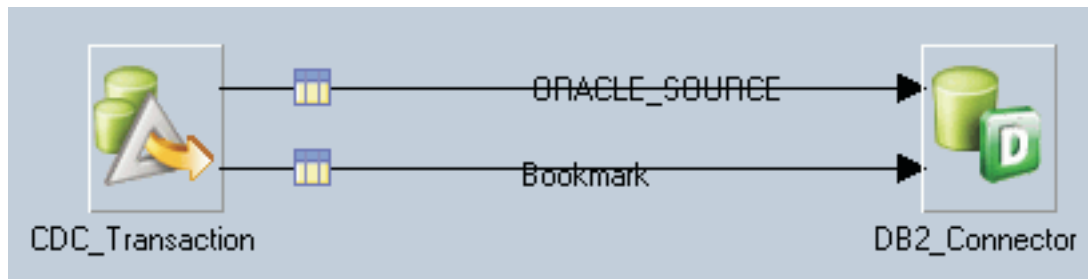 ORACLE_SOURCE
D
Bookmark
CDC_Transaction
DB2_Connector